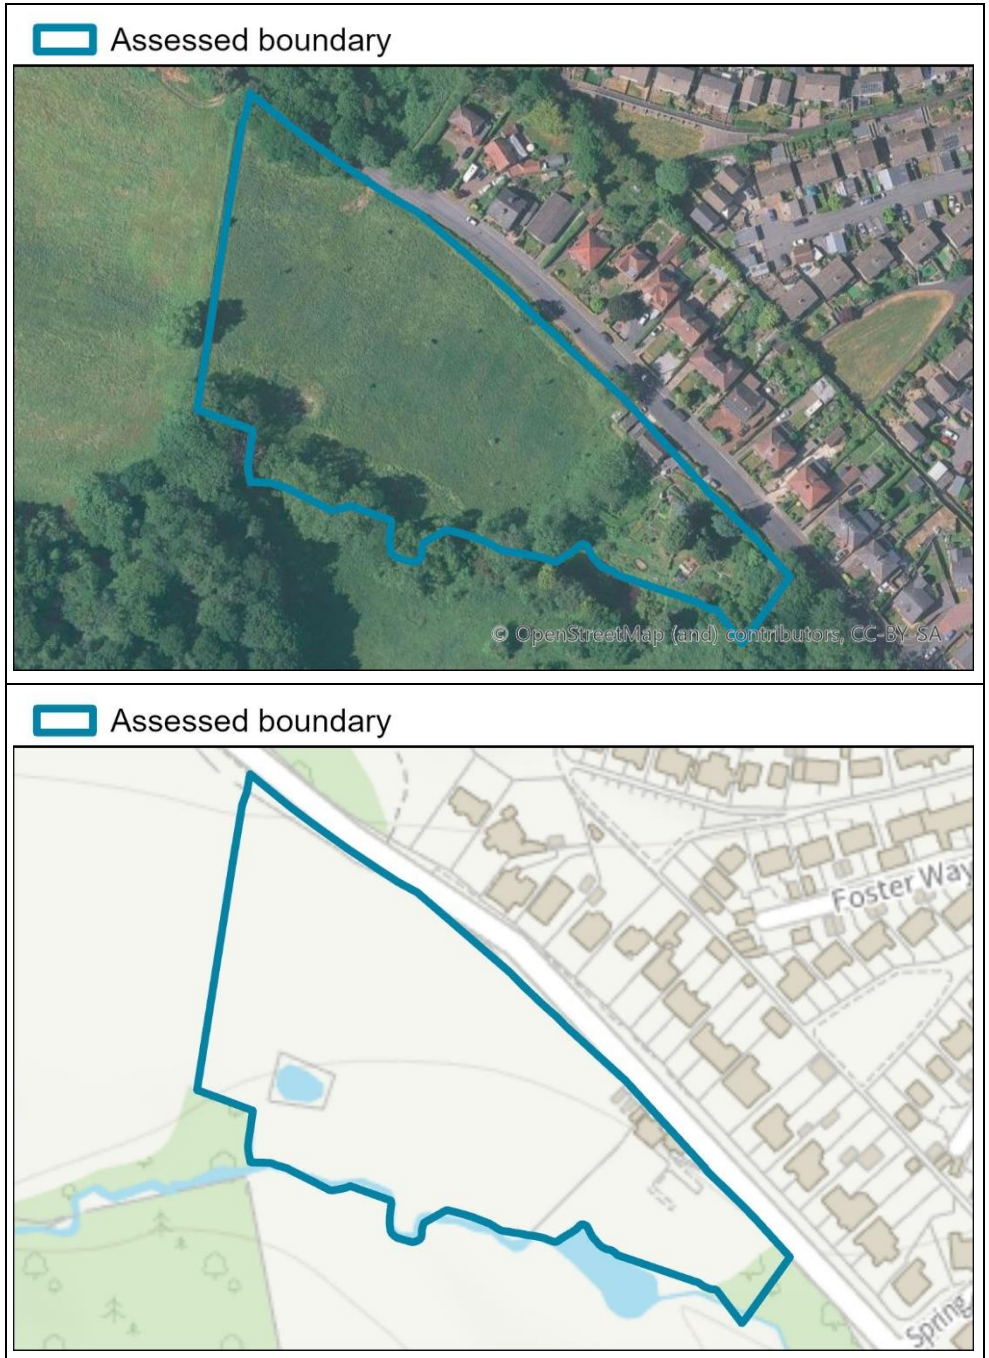 Assessed boundary
© OpenStreetMap (and) contributors, CC-BY-SA
Assessed boundary
Foster Way
Spring